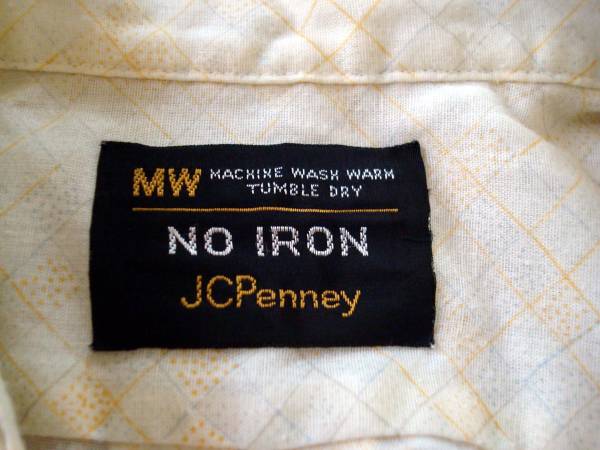 MW MACHINE WASH WARM
TUMBLE DRY
NO IRON
JCPenney